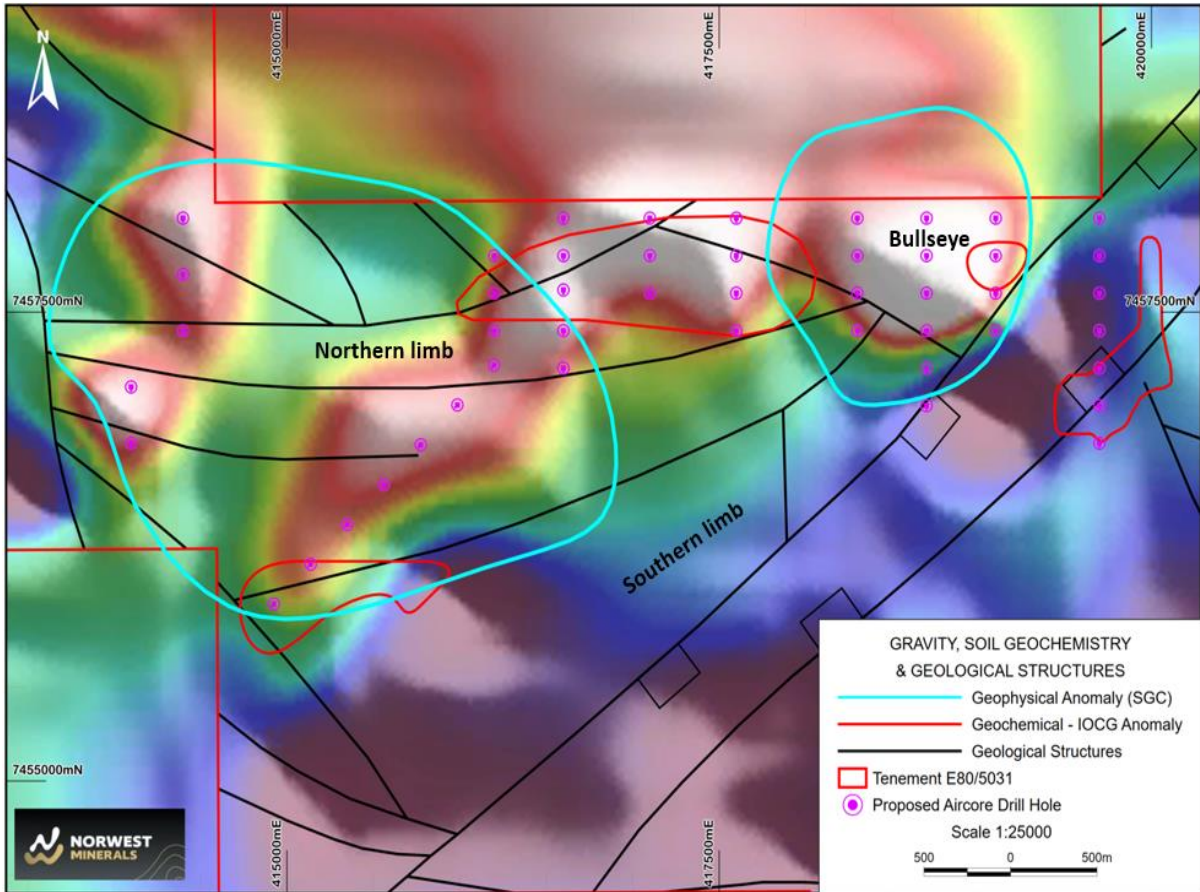 N
415000mE
417500mE
420000mE
Bullseye
7457500mN
7457500mN
Northern limb
Southern limb
GRAVITY, SOIL GEOCHEMISTRY
& GEOLOGICAL STRUCTURES
Geophysical Anomaly (SGC)
Geochemical - IOCG Anomaly
Geological Structures
Tenement E80/5031
Proposed Aircore Drill Hole
Scale 1:25000
500 0 500m
7455000mN
NORWEST
MINERALS
415000mE
417500mE